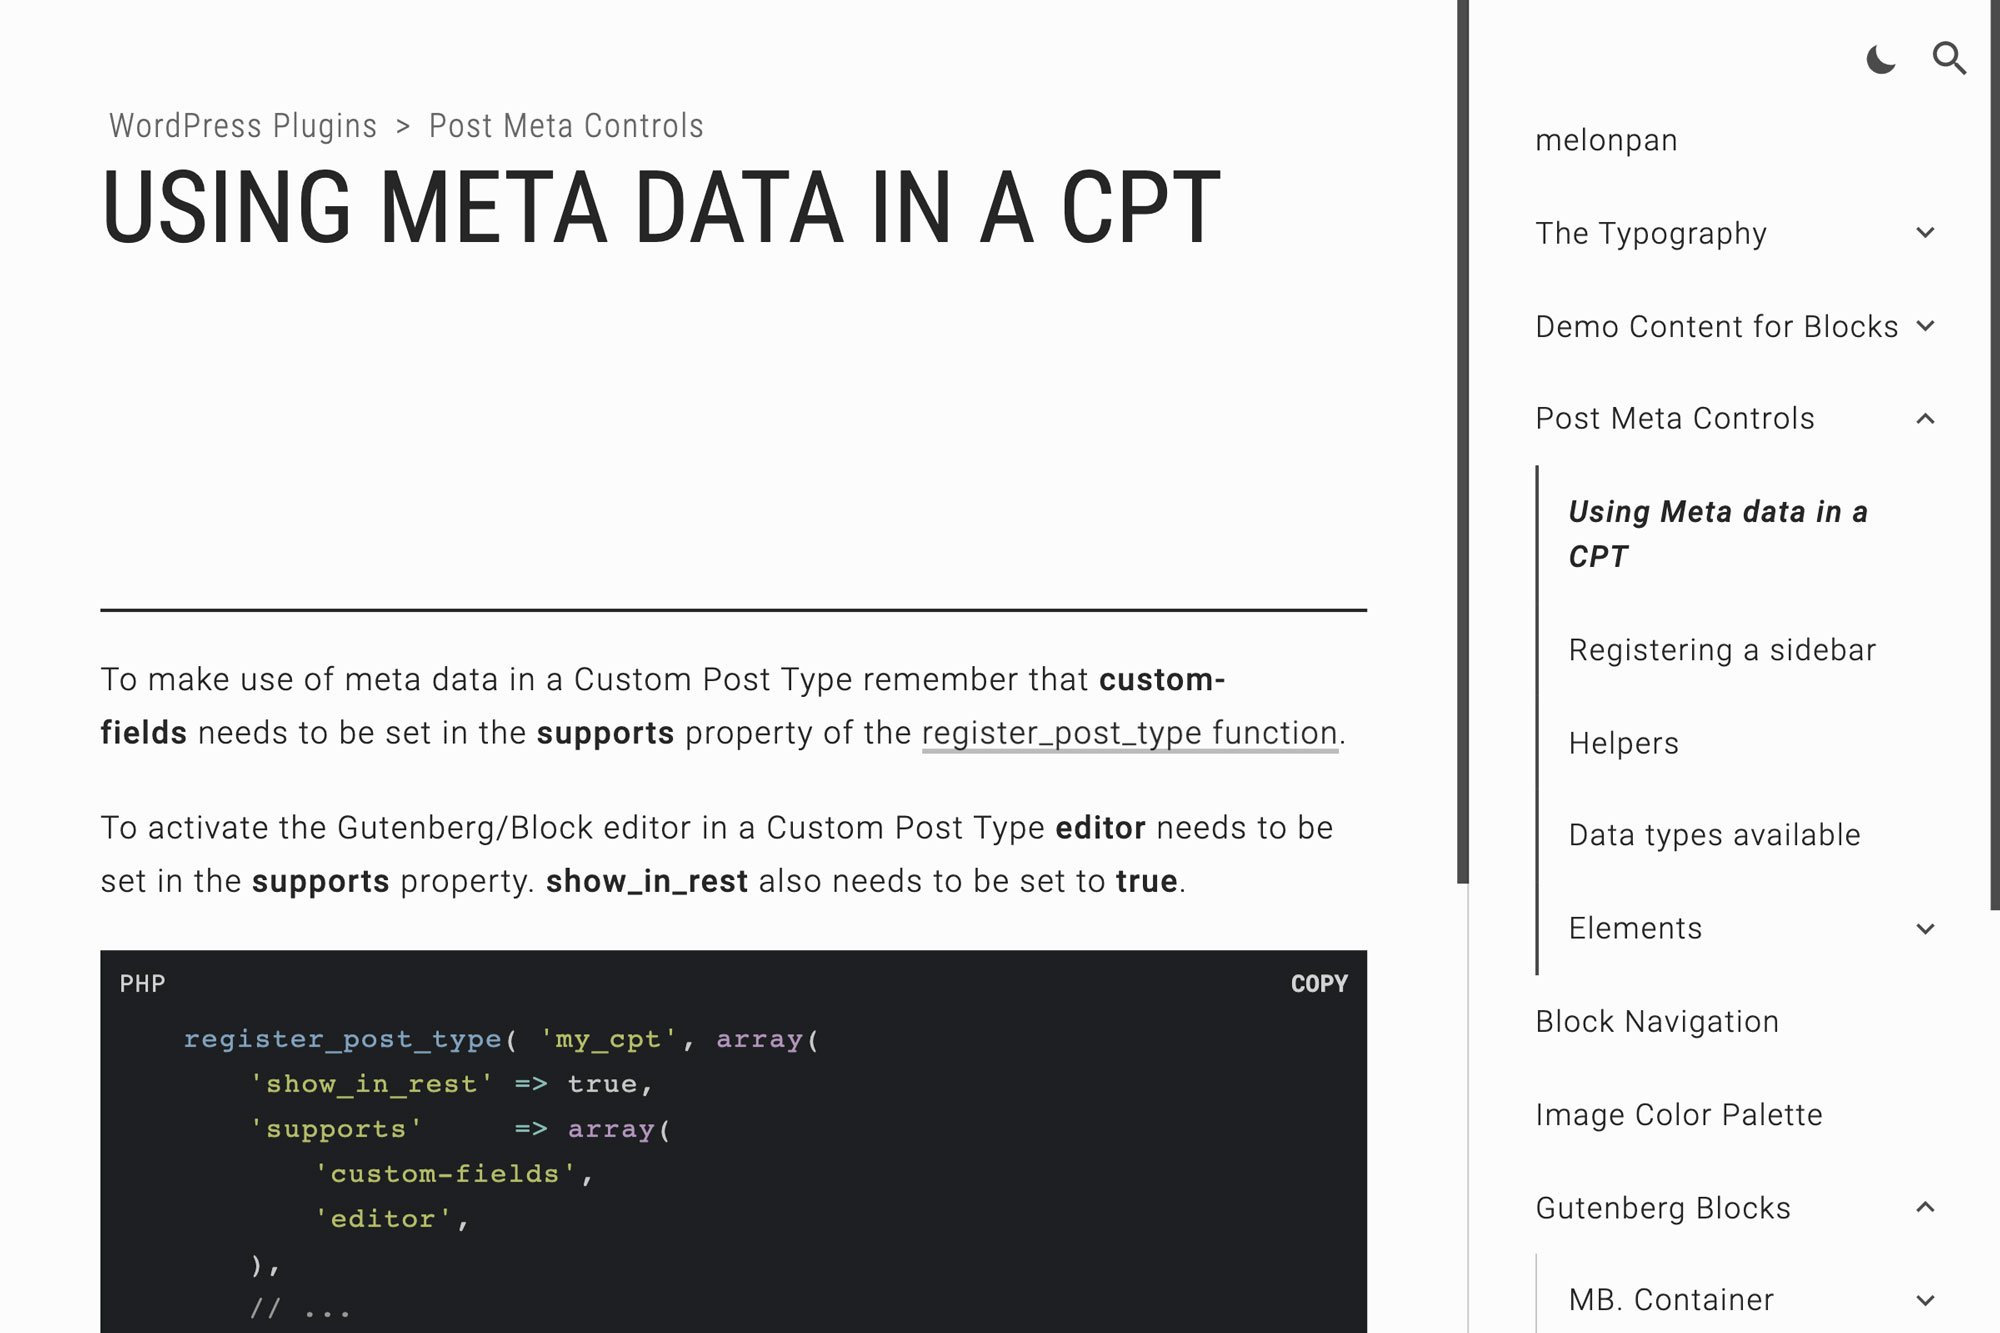 WordPress Plugins > Post Meta Controls
USING META DATA IN A CPT
To make use of meta data in a Custom Post Type remember that custom-
fields needs to be set in the supports property of the register_post_type function.
To activate the Gutenberg/Block editor in a Custom Post Type editor needs to be
set in the supports property. show_in_rest also needs to be set to true.
PHP
COPY
register_post_type( 'my_cpt', array(
'show_in_rest' => true,
'supports' => array(
'custom-fields',
'editor',
),
// ...
melonpan
The Typography
Demo Content for Blocks
Post Meta Controls
Using Meta data in a
CPT
Registering a sidebar
Helpers
Data types available
Elements
Block Navigation
Image Color Palette
Gutenberg Blocks
MB. Container